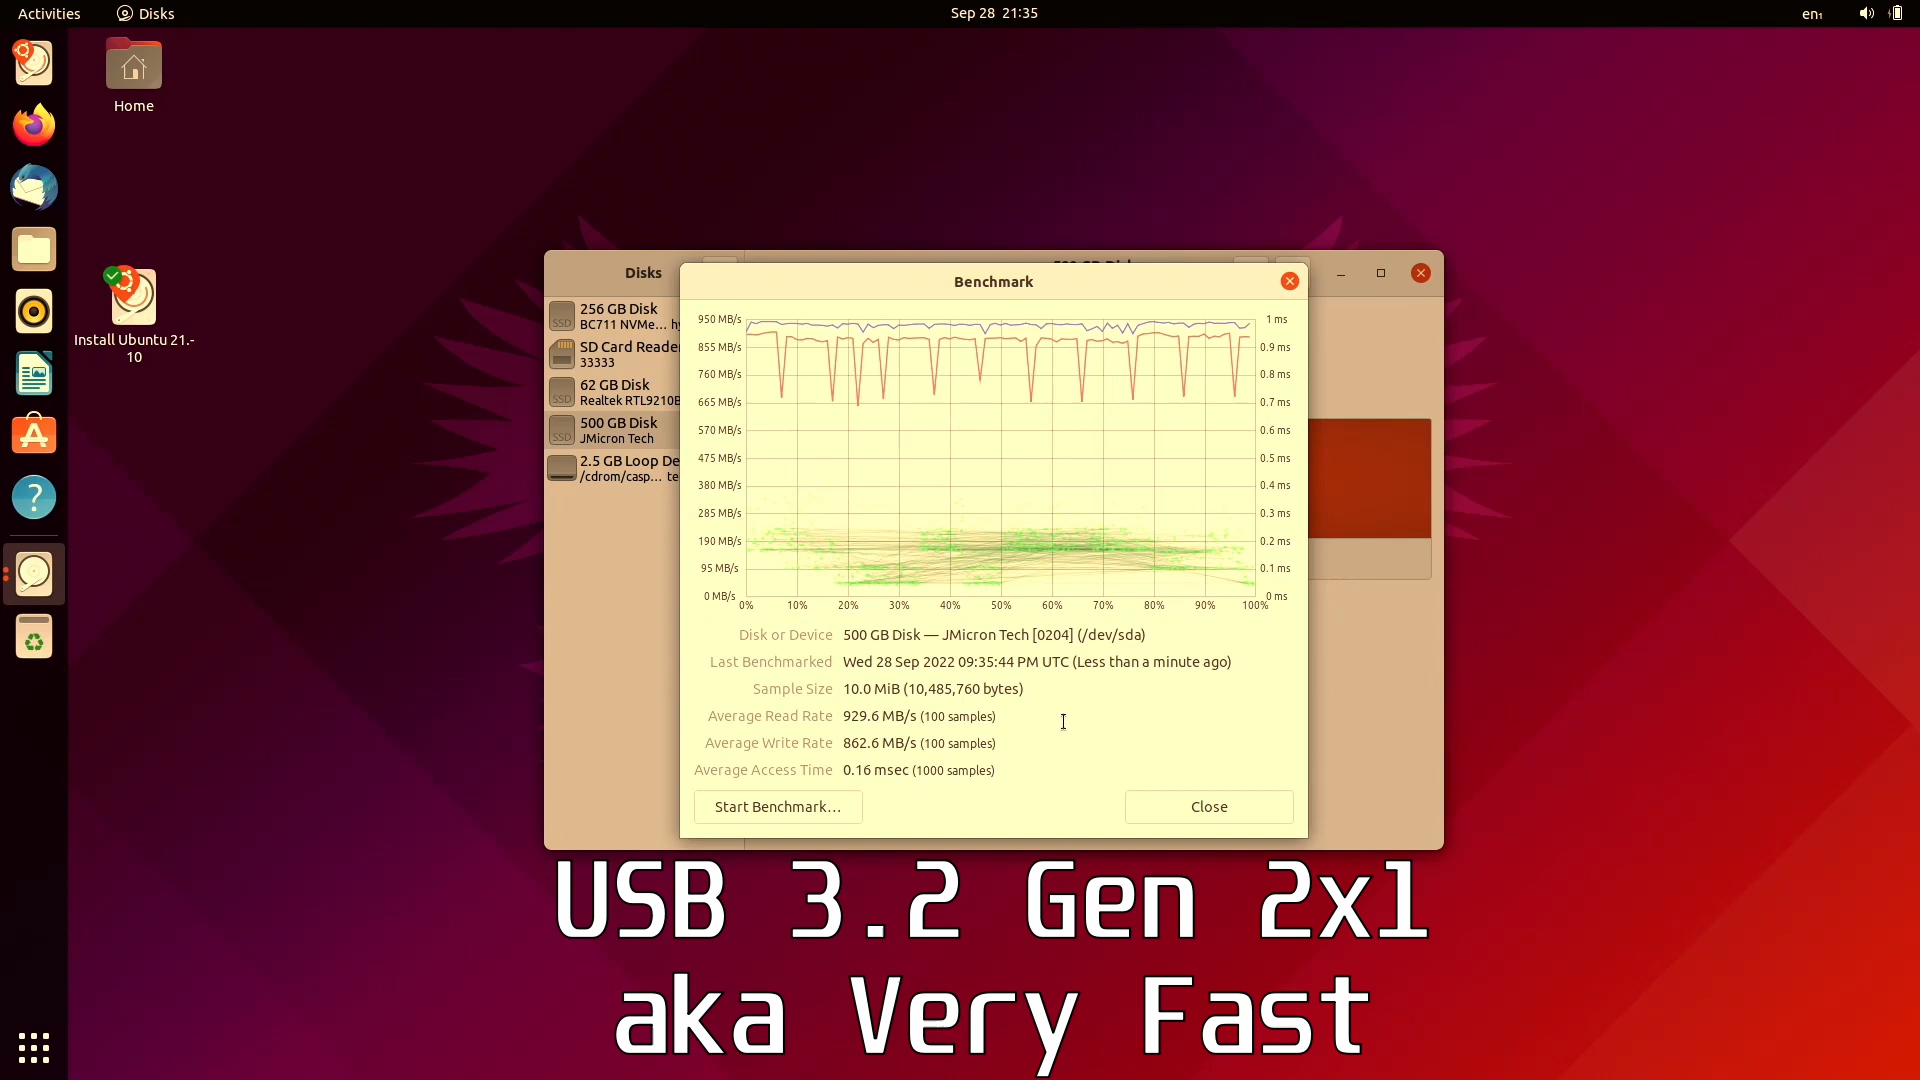 Activities
Disks
Sep 28 21:35
en₁
Home
Install Ubuntu 21.-
10
Disks
256 GB Disk
BC711 NVMe... hy
SD Card Reade
33333
62 GB Disk
Realtek RTL9210B
500 GB Disk
JMicron Tech
2.5 GB Loop De
/cdrom/casp... te
Benchmark
950 MB/s
855 MB/s
760 MB/s
665 MB/s
570 MB/s
475 MB/s
380 MB/s
285 MB/s
190 MB/s
95 MB/s
0 MB/s
1 ms
0.9 ms
0.8 ms
0.7 ms
0.6 ms
0.5 ms
0.4 ms
0.3 ms
0.2 ms
0.1 ms
0 ms
0% 10% 20% 30% 40% 50% 60% 70% 80% 90% 100%
Disk or Device 500 GB Disk — JMicron Tech [0204] (/dev/sda)
Last Benchmarked Wed 28 Sep 2022 09:35:44 PM UTC (Less than a minute ago)
Sample Size 10.0 MiB (10,485,760 bytes)
Average Read Rate 929.6 MB/s (100 samples)
Average Write Rate 862.6 MB/s (100 samples)
Average Access Time 0.16 msec (1000 samples)
Start Benchmark...
Close
USB 3.2 Gen 2x1
aka Very Fast